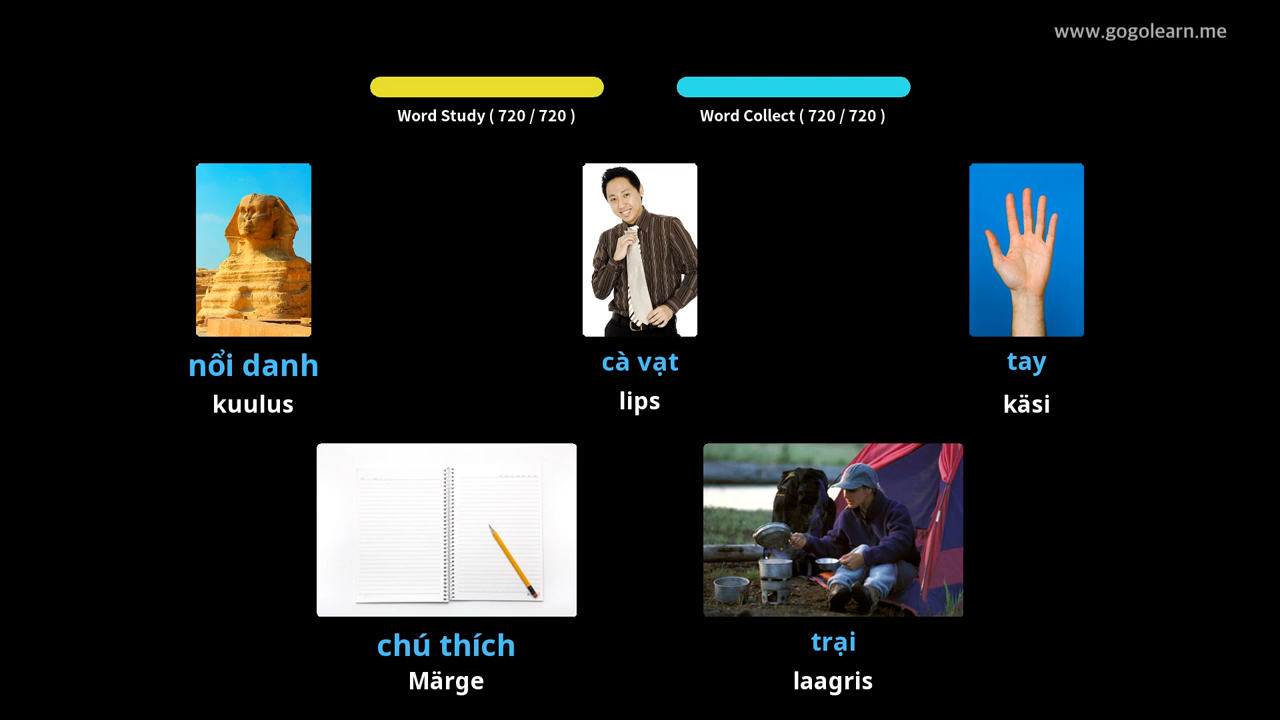 www.gogolearn.me
Word Study ( 720 / 720 )
Word Collect ( 720 / 720 )
nổi danh
kuulus
cà vạt
lips
tay
käsi
chú thích
Märge
trại
laagris